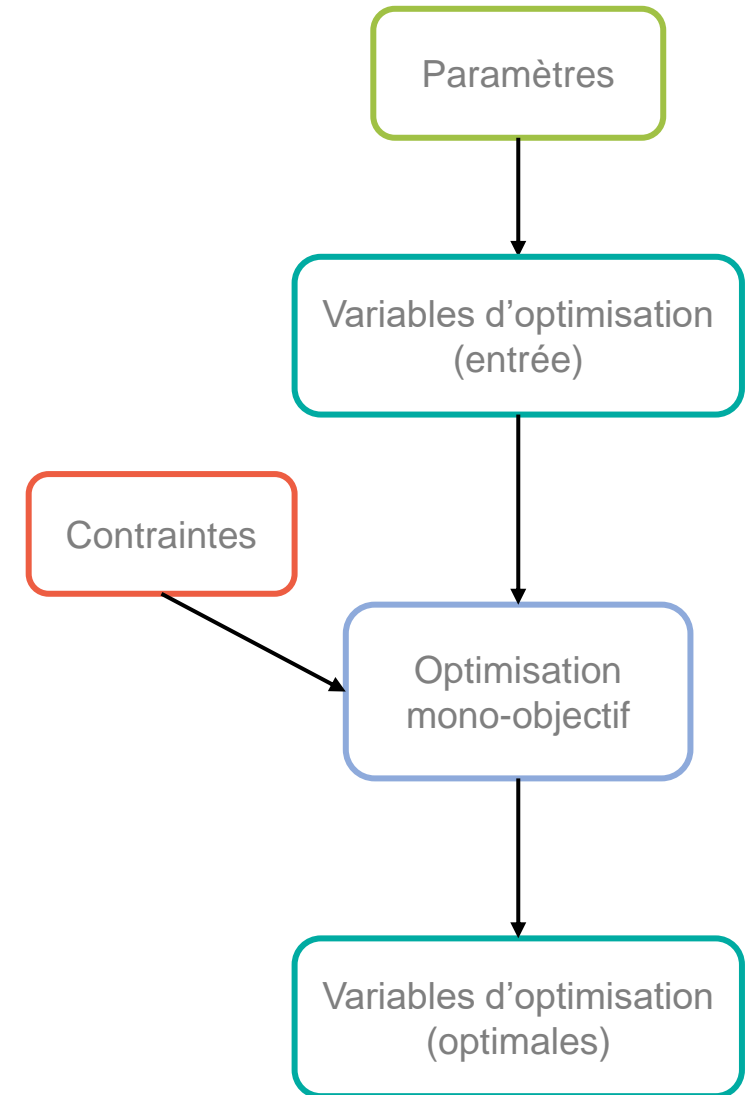 Paramètres
Variables d’optimisation
(entrée)
Contraintes
Optimisation
mono-objectif
Variables d’optimisation
(optimales)